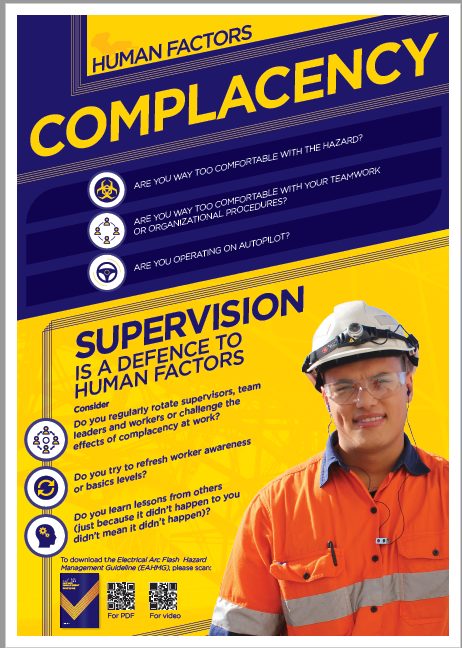 HUMAN FACTORS
COMPLACENCY
ARE YOU WAY TOO COMFORTABLE WITH THE HAZARD?
ARE YOU WAY TOO COMFORTABLE WITH YOUR TEAMWORK
OR ORGANIZATIONAL PROCEDURES?
ARE YOU OPERATING ON AUTOPILOT?
SUPERVISION
IS A DEFENCE TO
HUMAN FACTORS
Consider
Do you regularly rotate supervisors, team
leaders and workers or challenge the
effects of complacency at work?
Do you try to refresh worker awareness
or basics levels?
Do you learn lessons from others
(just because it didn't happen to you
didn't mean it didn't happen)?
To download the Electrical Arc Flash Hazard
Management Guideline (EAHMG), please scan:
For PDF
For video